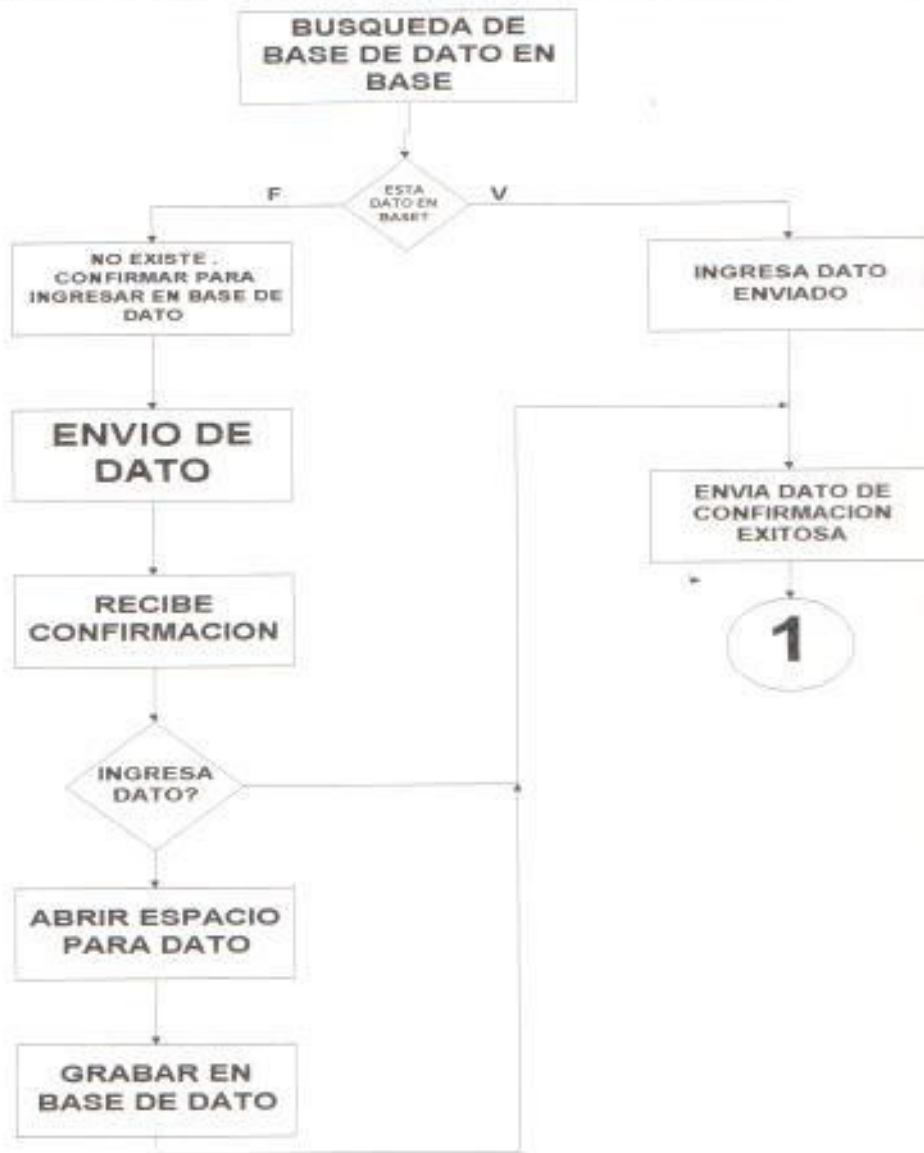 BUSQUEDA DE
BASE DE DATO EN
BASE
F
ESTA
DATO EN
BASE?
V
NO EXISTE .
CONFIRMAR PARA
INGRESAR EN BASE DE
DATO
INGRESA DATO
ENVIADO
ENVIO DE
DATO
ENVIA DATO DE
CONFIRMACION
EXITOSA
RECIBE
CONFIRMACION
1
INGRESA
DATO?
ABRIR ESPACIO
PARA DATO
GRABAR EN
BASE DE DATO